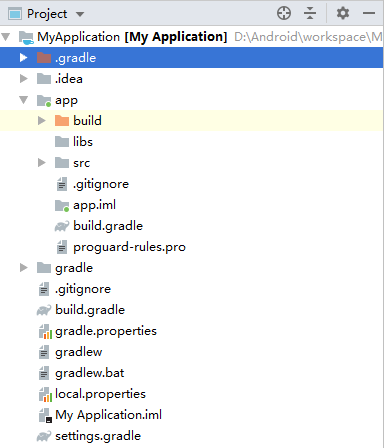 Project
MyApplication [My Application] D:\Android\workspace\M
.gradle
.idea
app
build
libs
src
.gitignore
app.iml
build.gradle
proguard-rules.pro
gradle
.gitignore
build.gradle
gradle.properties
gradlew
gradlew.bat
local.properties
My Application.iml
settings.gradle